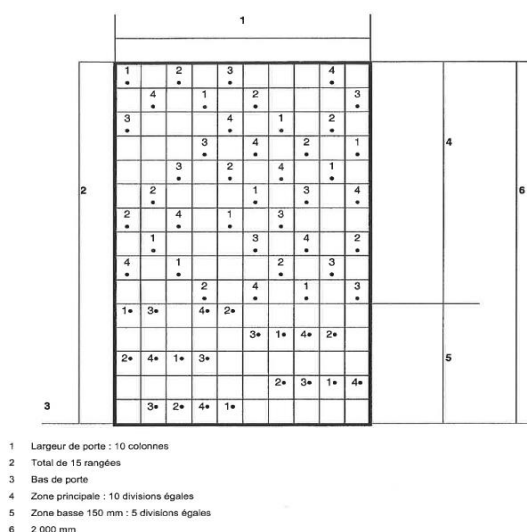 1
1 2 3 4
4 1 2 3
3 4 1 2
3 4 2 1
4
3 2 4 1
2 6
2 1 3 4
2 4 1 3
1 3 4 2
4 1 2 3
2 4 1 3
1• 3• 4• 2•
3• 1• 4• 2•
2• 4• 1• 3•
5
2• 3• 1• 4•
3 3• 2• 4• 1•
1 Largeur de porte : 10 colonnes
2 Total de 15 rangées
3 Bas de porte
4 Zone principale : 10 divisions égales
5 Zone basse 150 mm : 5 divisions égales
6 2 000 mm